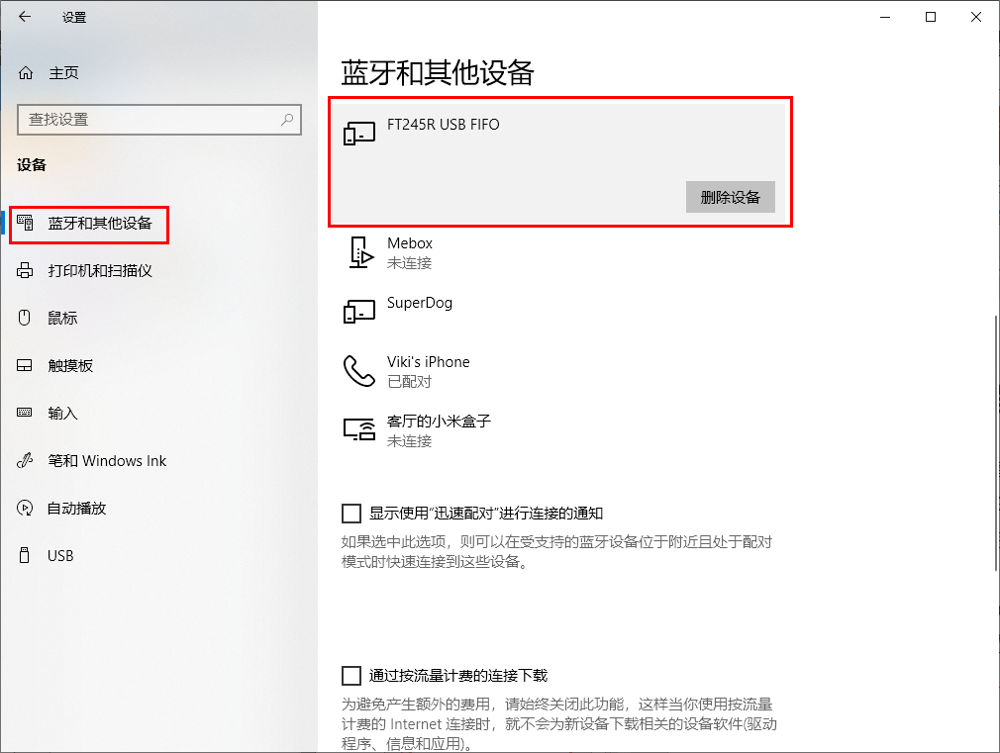 设置
主页
查找设置
设备
蓝牙和其他设备
打印机和扫描仪
鼠标
触摸板
输入
笔和 Windows Ink
自动播放
USB
蓝牙和其他设备
FT245R USB FIFO
删除设备
Mebox
未连接
SuperDog
Viki's iPhone
已配对
客厅的小米盒子
未连接
显示使用“迅速配对”进行连接的通知
如果选中此选项，则可以在受支持的蓝牙设备位于附近且处于配对
模式时快速连接到这些设备。
通过按流量计费的连接下载
为避免产生额外的费用，请始终关闭此功能，这样当你使用按流量
计费的 Internet 连接时，就不会为新设备下载相关的设备软件(驱动
程序、信息和应用)。